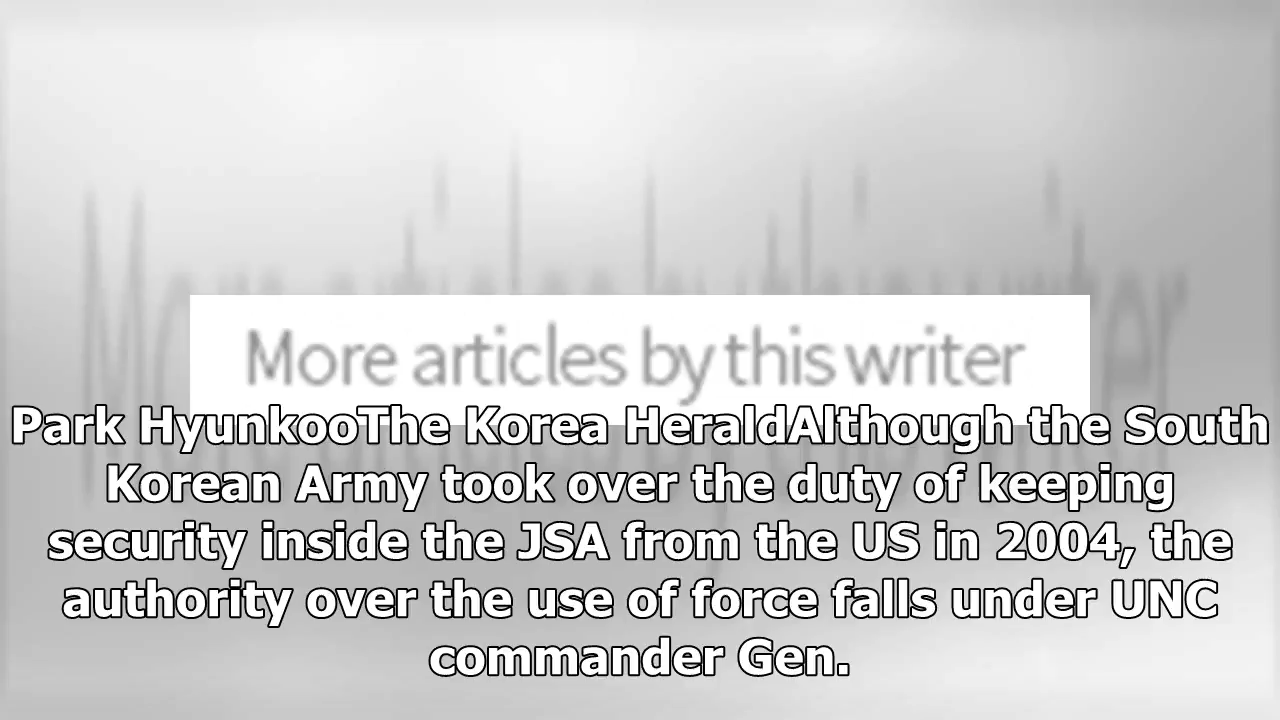 More articles by this writer
Park HyunkooThe Korea HeraldAlthough the South
Korean Army took over the duty of keeping
security inside the JSA from the US in 2004, the
authority over the use of force falls under UNC
commander Gen.